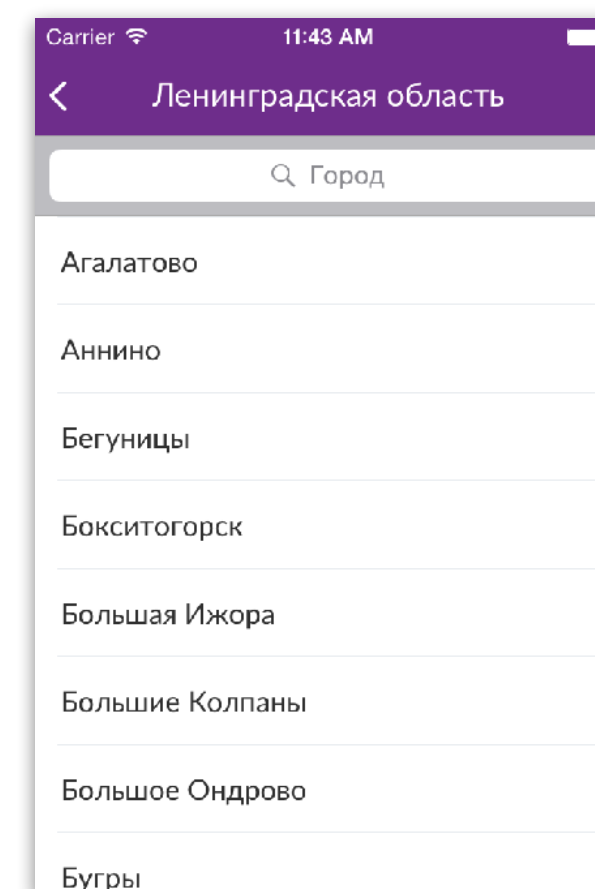 Carrier 11:43 AM
Ленинградская область
Город
Агалатово
Аннино
Бегуницы
Бокситогорск
Большая Ижора
Большие Колпаны
Большое Ондрово
Бугры